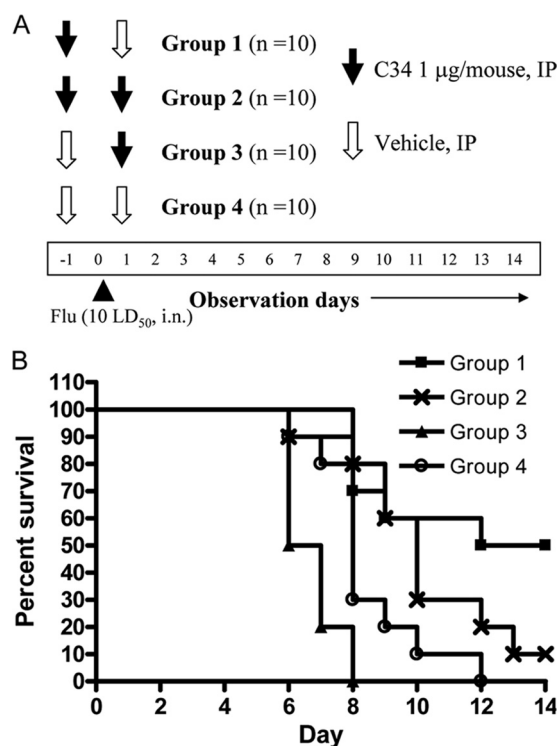 A
Group 1 (n =10)
Group 2 (n =10)
Group 3 (n =10)
Group 4 (n =10)
C34 1 μg/mouse, IP
Vehicle, IP
-1 0 1 2 3 4 5 6 7 8 9 10 11 12 13 14
Flu (10 LD50, i.n.)
Observation days
B
Group 1
Group 2
Group 3
Group 4
Percent survival
110
100
90
80
70
60
50
40
30
20
10
0
0 2 4 6 8 10 12 14
Day